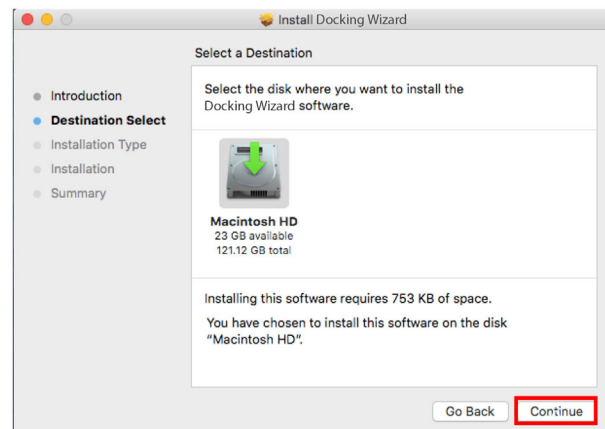 Install Docking Wizard
Select a Destination
Introduction
Destination Select
Installation Type
Installation
Summary
Select the disk where you want to install the
Docking Wizard software.
Macintosh HD
23 GB available
121.12 GB total
Installing this software requires 753 KB of space.
You have chosen to install this software on the disk
“Macintosh HD”.
Go Back
Continue